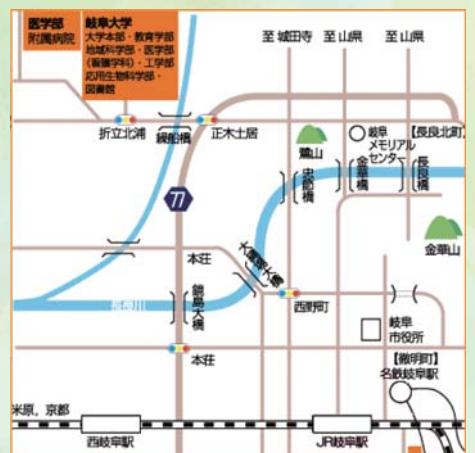 医学部
附属病院
岐阜大学
大学本部・教育学部
地域科学部・医学部
(看護学科)・工学部
応用生物科学部・
図書館
至 城田寺
至 山県
至 山県
折立北浦
正木土居
鷺山
岐阜
メモリアル
センター
【長良北町】
忠節橋
金華橋
長良橋
金華山
77
本荘
大縄場大橋
長良川
鏡島大橋
西野町
岐阜
市役所
本荘
【徹明町】
名鉄岐阜駅
米原,京都
西岐阜駅
JR岐阜駅